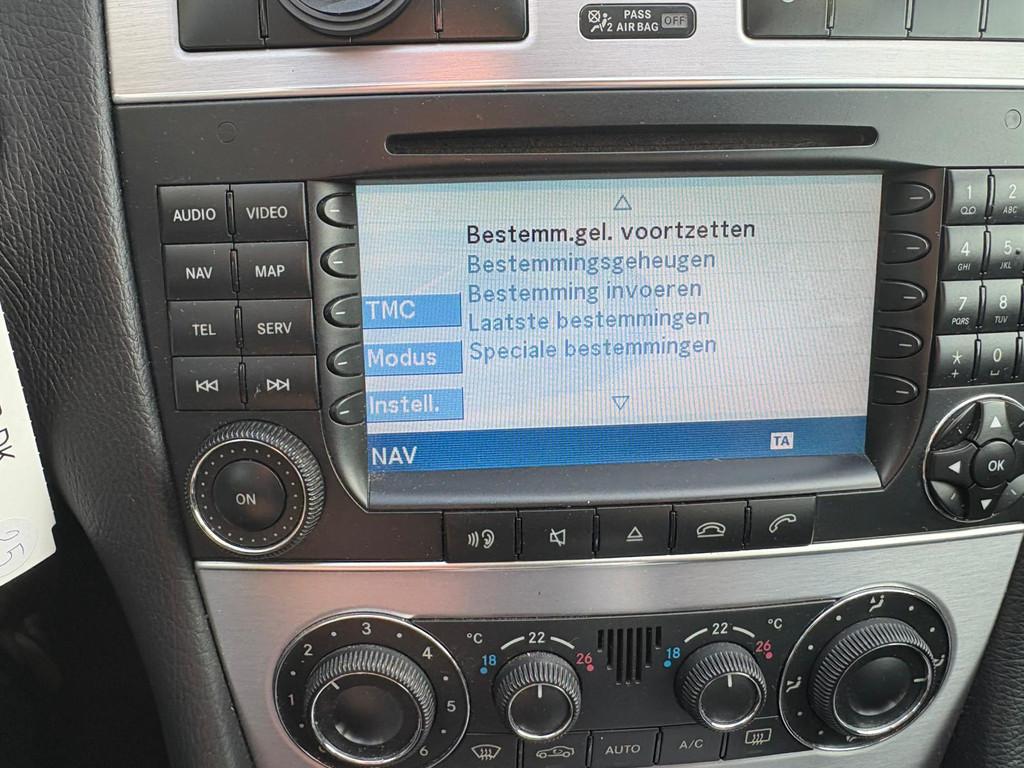 PASS
2 AIR BAG OFF
AUDIO VIDEO
NAV MAP
TEL SERV
ON
Bestemm.gel. voortzetten
Bestemmingsgeheugen
Bestemming invoeren
Laatste bestemmingen
Speciale bestemmingen
TMC
Modus
Instell.
NAV TA
1 2 ABC
4 GHI 5 JKL
7 PQRS 8 TUV
* + 0
OK
1 2 3 4 5 6
°C 18 22 26
18 22 26 °C
AUTO A/C